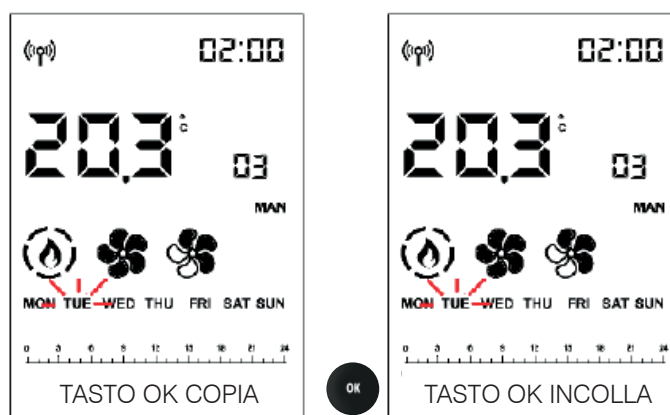 02:00
20,3 °C
03
MAN
MON TUE WED THU FRI SAT SUN
0 3 6 9 12 15 18 21 24
TASTO OK COPIA
OK
02:00
20,3 °C
03
MAN
MON TUE WED THU FRI SAT SUN
0 3 6 9 12 15 18 21 24
TASTO OK INCOLLA